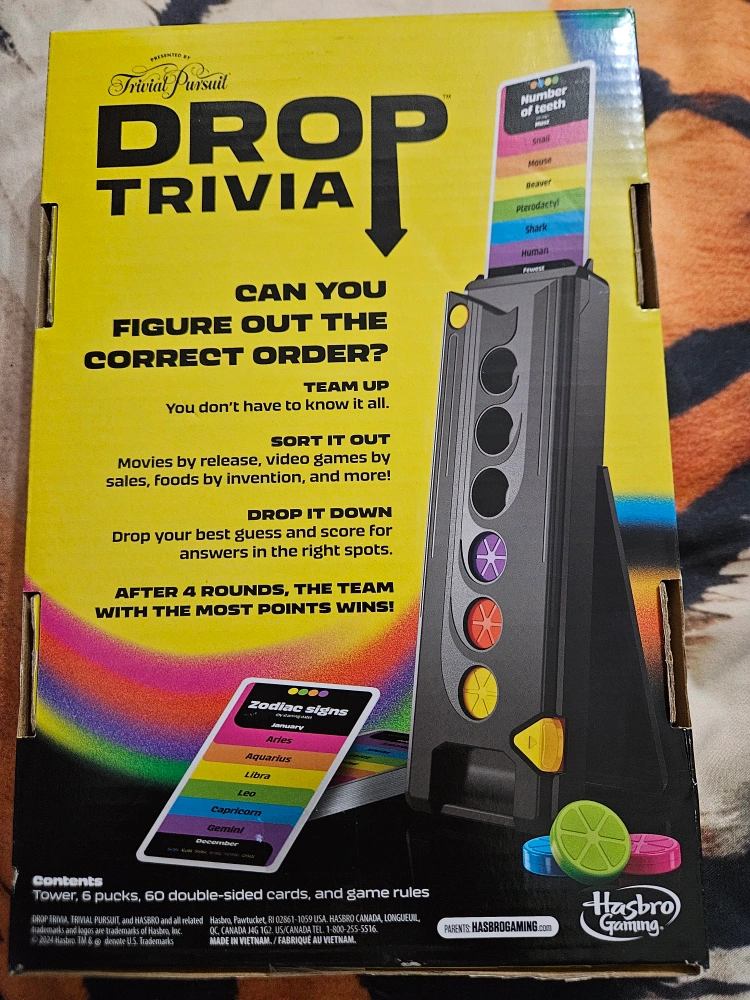 PRESENTED BY
Trivial Pursuit
DROP™
TRIVIA
CAN YOU
FIGURE OUT THE
CORRECT ORDER?
TEAM UP
You don't have to know it all.
SORT IT OUT
Movies by release, video games by
sales, foods by invention, and more!
DROP IT DOWN
Drop your best guess and score for
answers in the right spots.
AFTER 4 ROUNDS, THE TEAM
WITH THE MOST POINTS WINS!
Number
of teeth
Most
Snail
Mouse
Beaver
Pterodactyl
Shark
Human
Fewest
Zodiac signs
(by starting date)
January
Aries
Aquarius
Libra
Leo
Capricorn
Gemini
December
Contents
Tower, 6 pucks, 60 double-sided cards, and game rules
DROP TRIVIA, TRIVIAL PURSUIT, and HASBRO and all related
trademarks and logos are trademarks of Hasbro, Inc.
© 2024 Hasbro. TM & ® denote U.S. Trademarks
Hasbro, Pawtucket, RI 02861-1059 USA. HASBRO CANADA, LONGUEUIL,
QC, CANADA J4G 1G2. US/CANADA TEL. 1-800-255-5516.
MADE IN VIETNAM. / FABRIQUÉ AU VIETNAM.
PARENTS: HASBROGAMING.com
Hasbro
Gaming